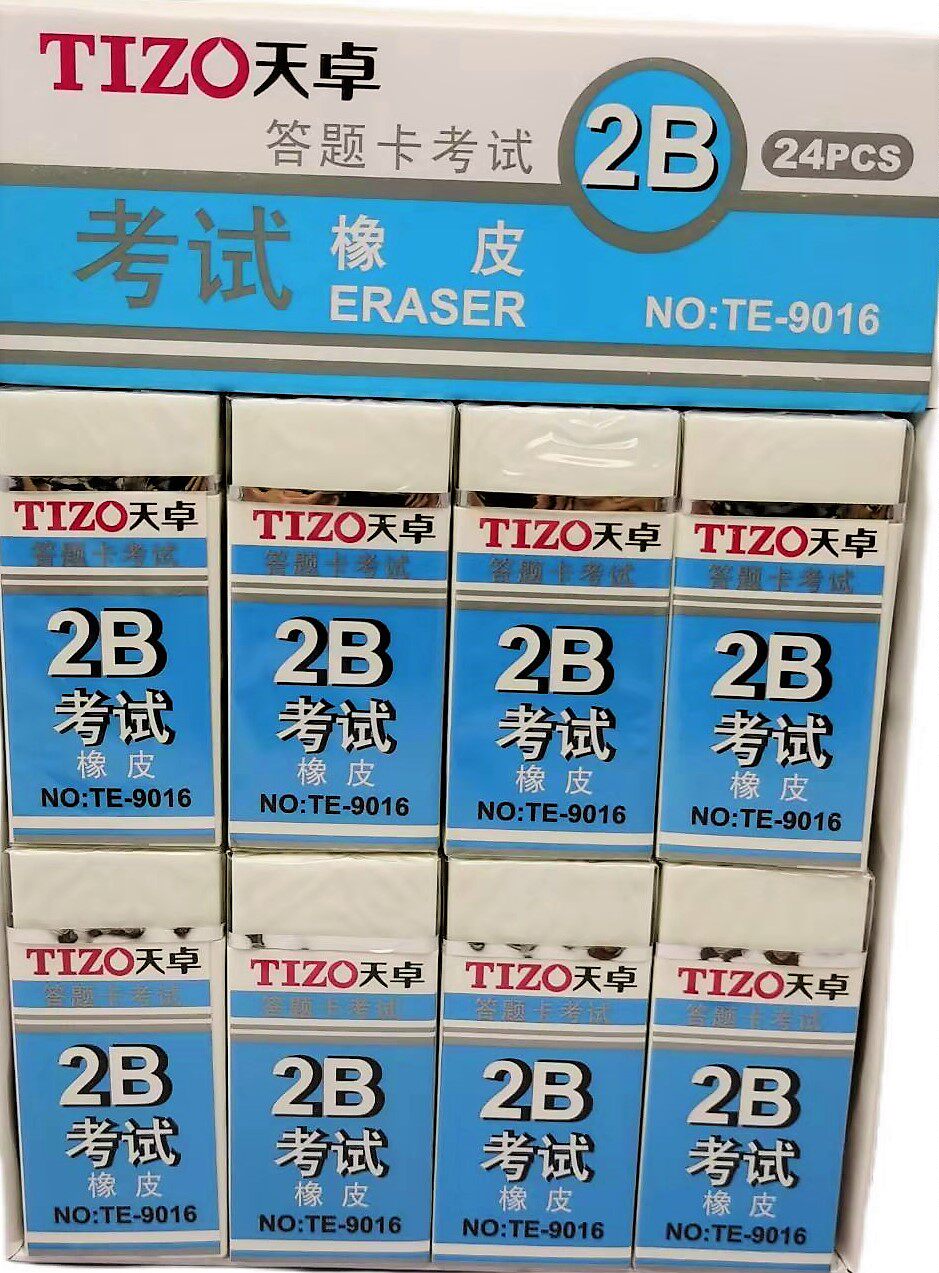 TIZO天卓
答题卡考试
2B
24PCS
考试
橡 皮
ERASER
NO:TE-9016
TIZO天卓
答题卡考试
2B
考试
橡 皮
NO:TE-9016
TIZO天卓
答题卡考试
2B
考试
橡 皮
NO:TE-9016
TIZO天卓
答题卡考试
2B
考试
橡 皮
NO:TE-9016
TIZO天卓
答题卡考试
2B
考试
橡 皮
NO:TE-9016
TIZO天卓
答题卡考试
2B
考试
橡 皮
NO:TE-9016
TIZO天卓
答题卡考试
2B
考试
橡 皮
NO:TE-9016
TIZO天卓
答题卡考试
2B
考试
橡 皮
NO:TE-9016
TIZO天卓
答题卡考试
2B
考试
橡 皮
NO:TE-9016